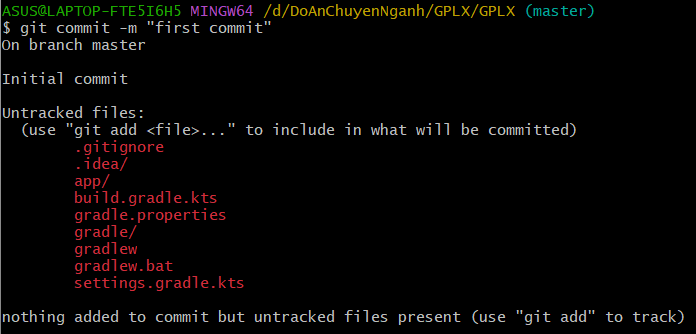 ASUS@LAPTOP-FTE5I6H5 MINGW64 /d/DoAnChuyenNganh/GPLX/GPLX (master)
$ git commit -m "first commit"
On branch master

Initial commit

Untracked files:
  (use "git add <file>..." to include in what will be committed)
        .gitignore
        .idea/
        app/
        build.gradle.kts
        gradle.properties
        gradle/
        gradlew
        gradlew.bat
        settings.gradle.kts

nothing added to commit but untracked files present (use "git add" to track)